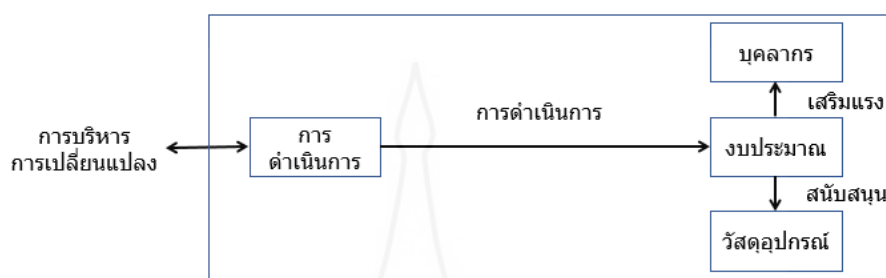 บุคลากร
เสริมแรง
การดำเนินการ
การบริหาร
การเปลี่ยนแปลง
การ
ดำเนินการ
งบประมาณ
สนับสนุน
วัสดุอุปกรณ์